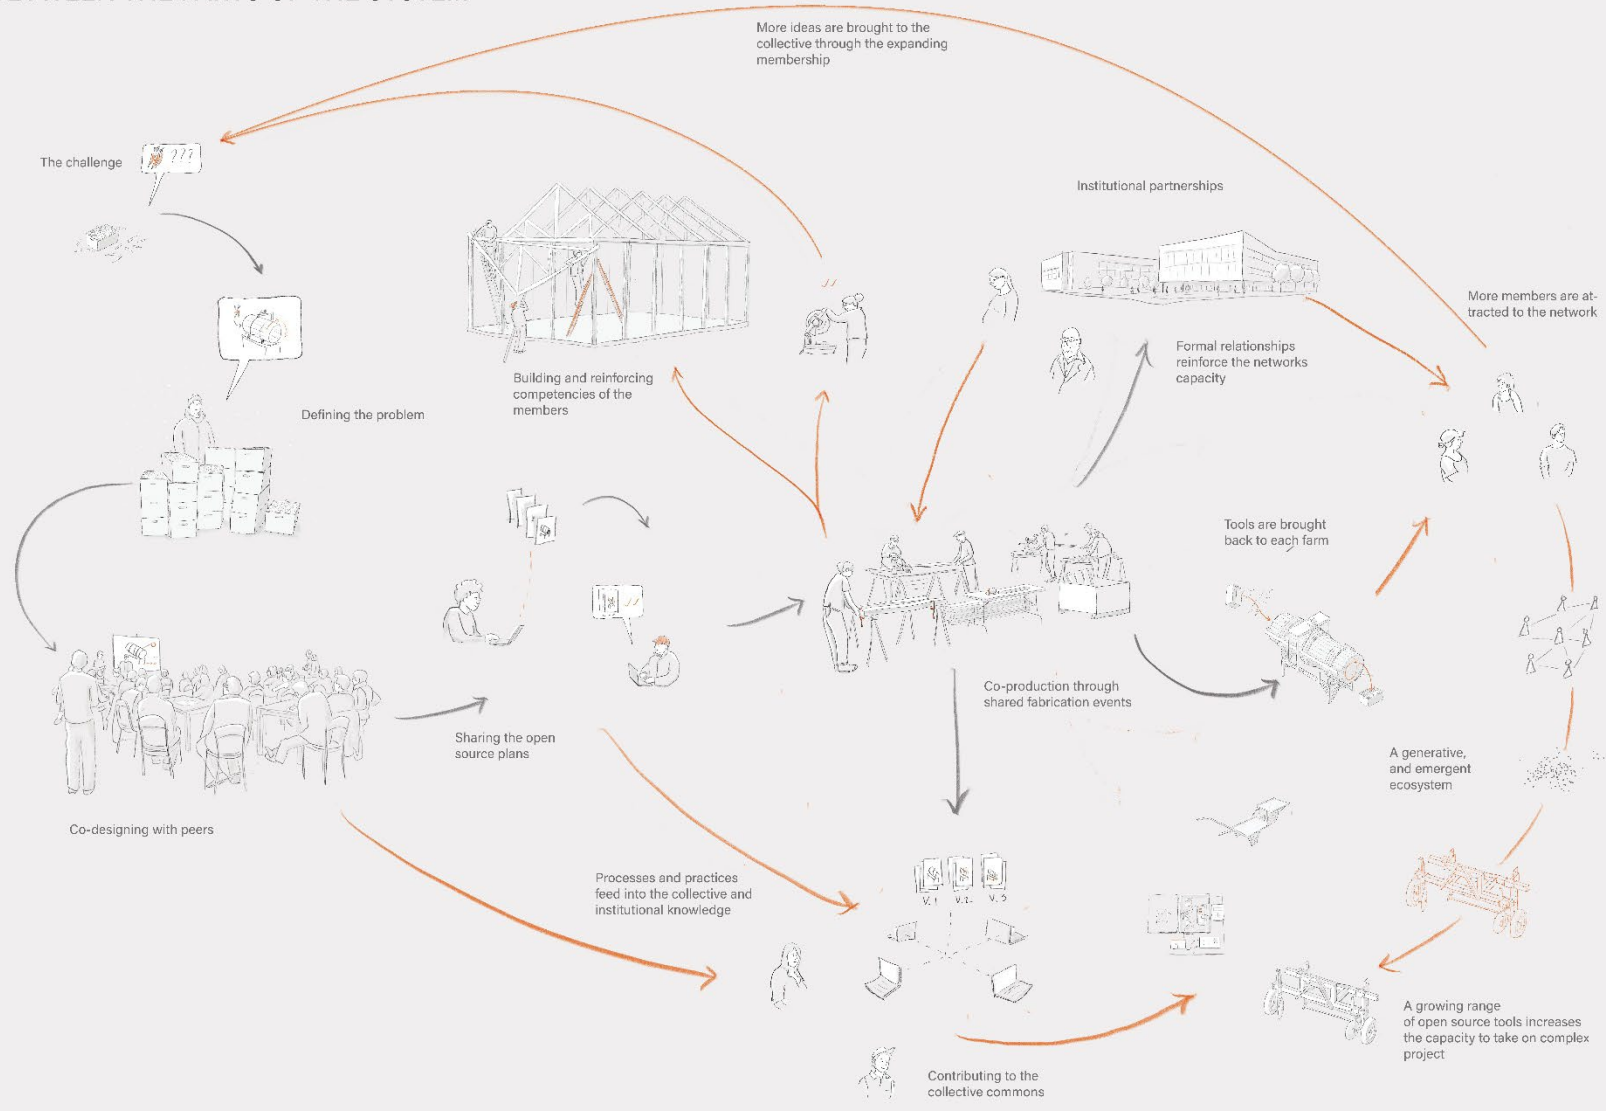 More ideas are brought to the
collective through the expanding
membership
The challenge
???
Institutional partnerships
More members are at-
tracted to the network
Formal relationships
reinforce the networks
capacity
Building and reinforcing
competencies of the
members
Defining the problem
Tools are brought
back to each farm
Co-production through
shared fabrication events
Sharing the open
source plans
A generative,
and emergent
ecosystem
Co-designing with peers
Processes and practices
feed into the collective and
institutional knowledge
V.1 V.2 V.3
A growing range
of open source tools increases
the capacity to take on complex
project
Contributing to the
collective commons